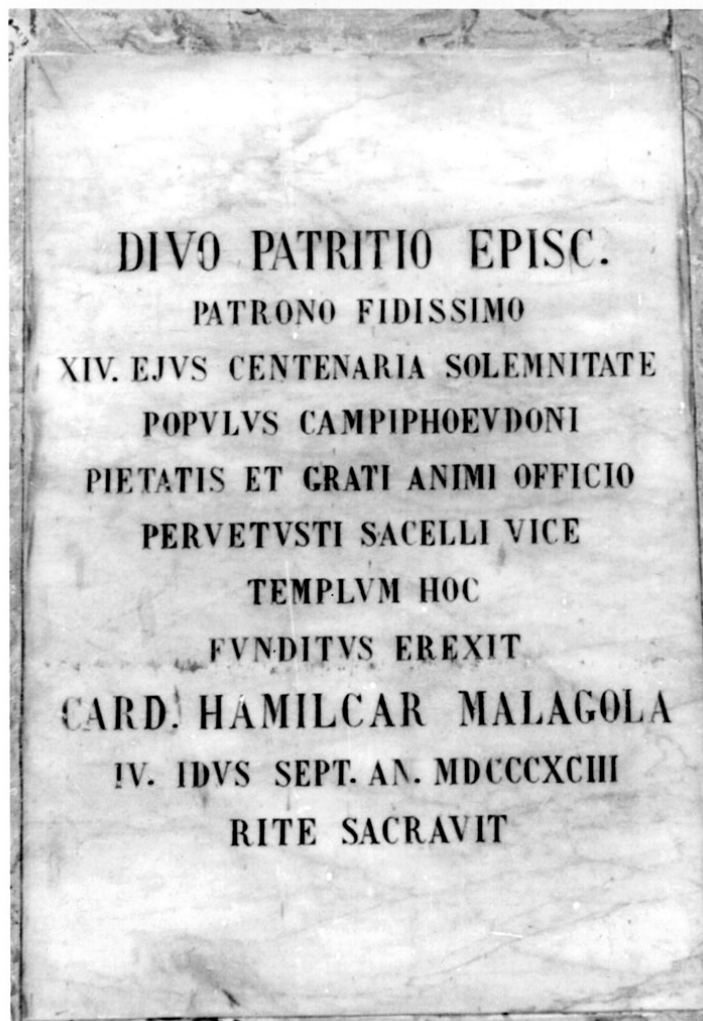 DIVO PATRITIO EPISC.
PATRONO FIDISSIMO
XIV. EJVS CENTENARIA SOLEMNITATE
POPVLVS CAMPIPHOEVDONI
PIETATIS ET GRATI ANIMI OFFICIO
PERVETVSTI SACELLI VICE
TEMPLVM HOC
FVNDITVS EREXIT
CARD. HAMILCAR MALAGOLA
IV. IDVS SEPT. AN. MDCCCXCIII
RITE SACRAVIT